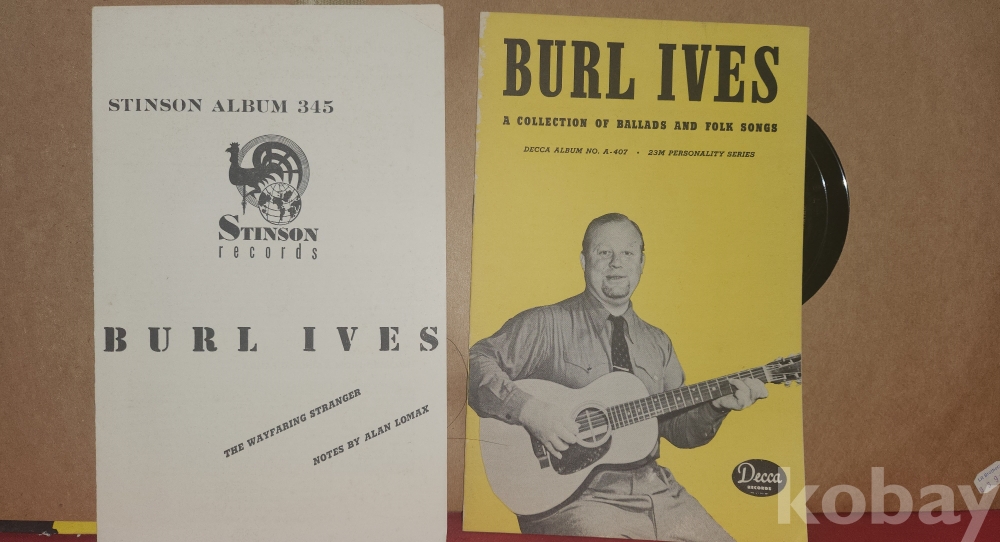 STINSON ALBUM 345
STINSON
records
BURL IVES
THE WAYFARING STRANGER
NOTES BY ALAN LOMAX
BURL IVES
A COLLECTION OF BALLADS AND FOLK SONGS
DECCA ALBUM NO. A-407 • 23M PERSONALITY SERIES
Decca
RECORDS
kobay